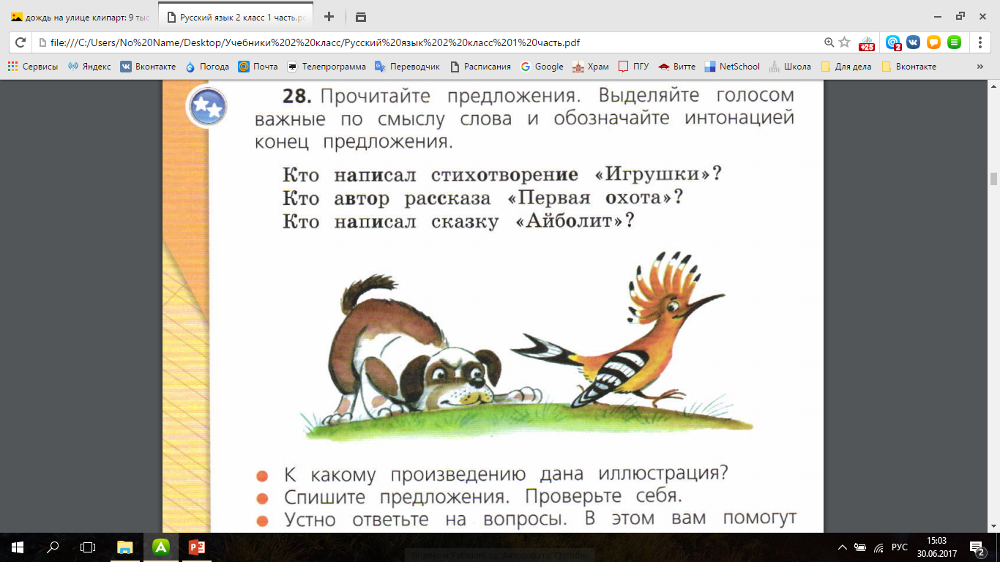 дождь на улице клипарт: 9 тыс
Русский язык 2 класс 1 часть.pd
file:///C:/Users/No%20Name/Desktop/Учебники%202%20класс/Русский%20язык%202%20класс%201%20часть.pdf
+25
2
Сервисы Яндекс Вконтакте Погода Почта Телепрограмма Переводчик Расписания Google Храм ПГУ Витте NetSchool Школа Для дела Вконтакте »
28. Прочитайте предложения. Выделяйте голосом
важные по смыслу слова и обозначайте интонацией
конец предложения.
Кто написал стихотворение «Игрушки»?
Кто автор рассказа «Первая охота»?
Кто написал сказку «Айболит»?
К какому произведению дана иллюстрация?
Спишите предложения. Проверьте себя.
Устно ответьте на вопросы. В этом вам помогут
РУС
15:03
30.06.2017
2